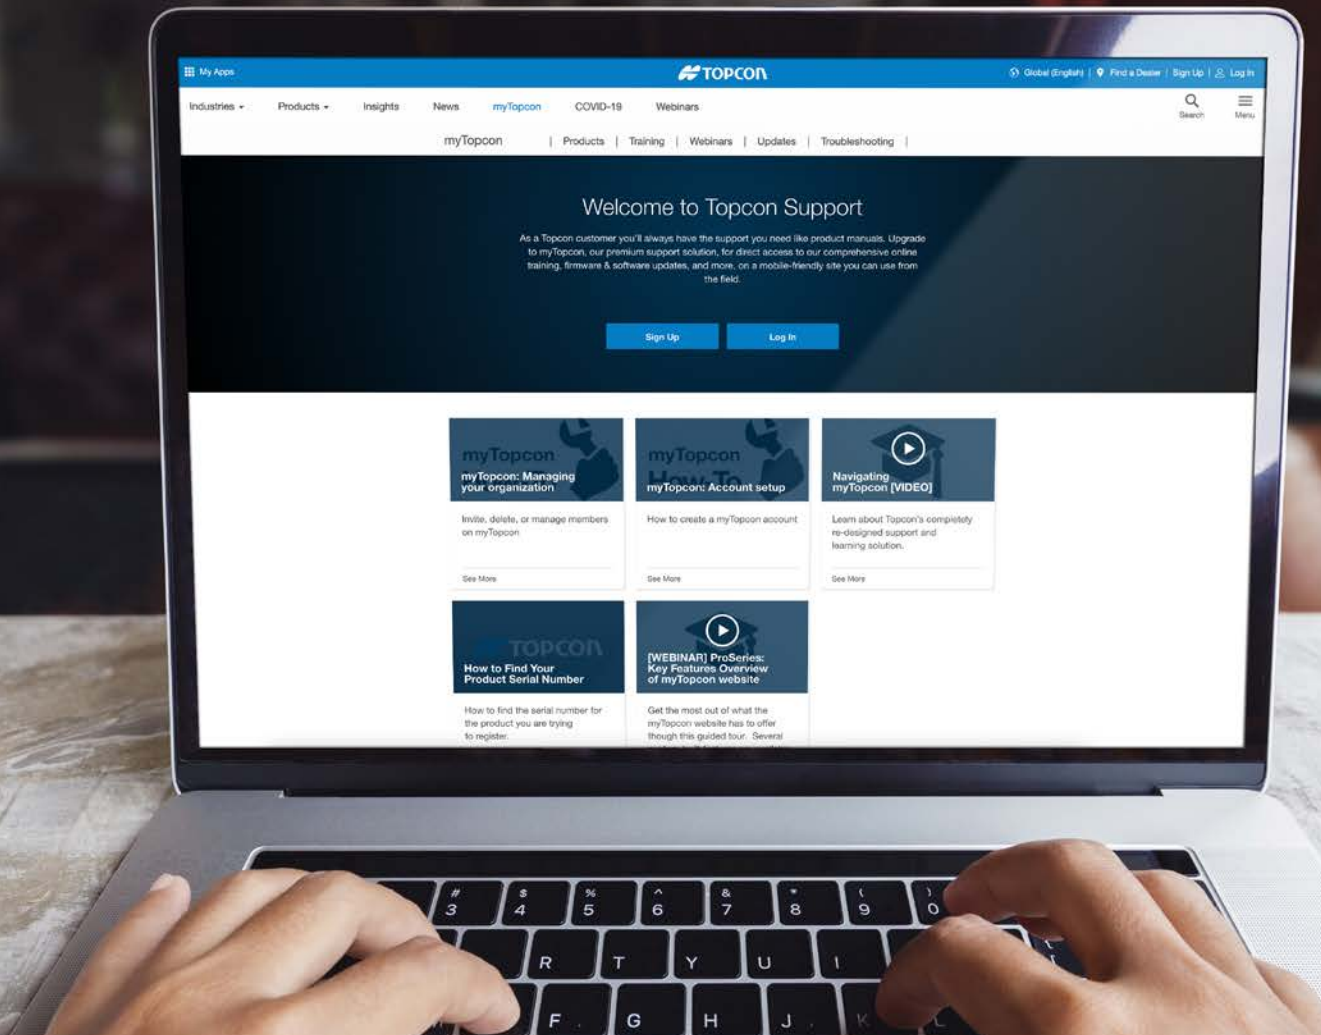 My Apps
TOPCON
Global (English) | Find a Dealer | Sign Up | Log In
Industries
Products
Insights
News
myTopcon
COVID-19
Webinars
Search
Menu
myTopcon | Products | Training | Webinars | Updates | Troubleshooting |
Welcome to Topcon Support
As a Topcon customer you'll always have the support you need like product manuals. Upgrade
to myTopcon, our premium support solution, for direct access to our comprehensive online
training, firmware & software updates, and more, on a mobile-friendly site you can use from
the field.
Sign Up
Log In
myTopcon
myTopcon: Managing
your organization
Invite, delete, or manage members
on myTopcon
See More
myTopcon
How-To
myTopcon: Account setup
How to create a myTopcon account
See More
Navigating
myTopcon [VIDEO]
Learn about Topcon's completely
re-designed support and
learning solution.
See More
TOPCON
How to Find Your
Product Serial Number
How to find the serial number for
the product you are trying
to register.
[WEBINAR] ProSeries:
Key Features Overview
of myTopcon website
Get the most out of what the
myTopcon website has to offer
though this guided tour. Several
# $ % ^ & * ( )
3 4 5 6 7 8 9 0
R T Y U I
F G H J K L